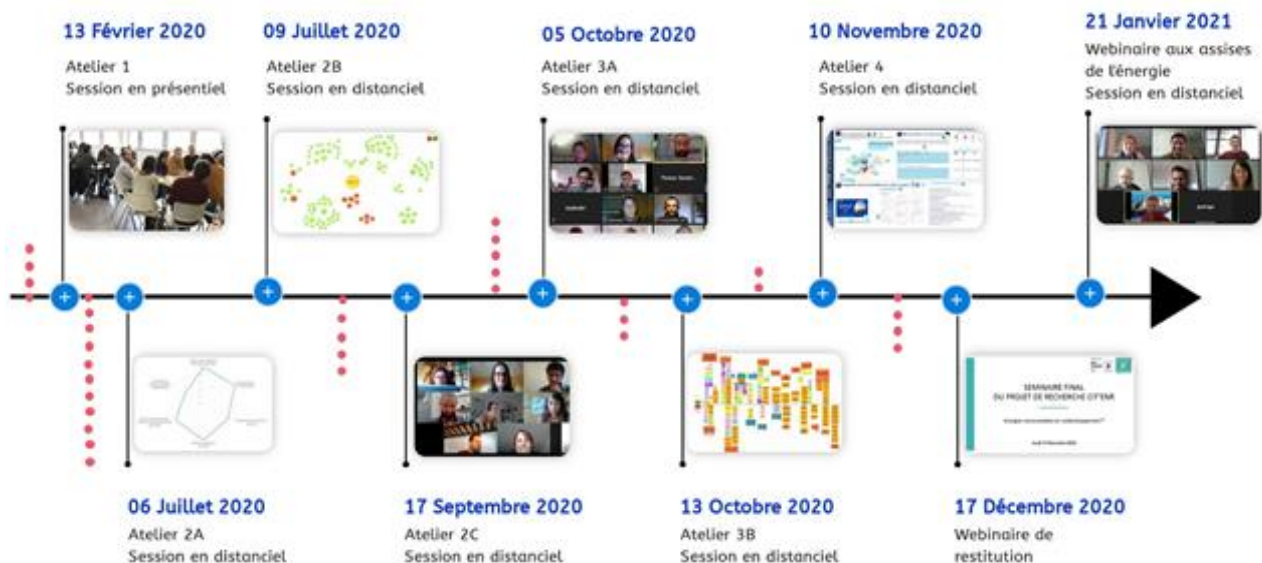 13 Février 2020
Atelier 1
Session en présentiel
09 Juillet 2020
Atelier 2B
Session en distanciel
05 Octobre 2020
Atelier 3A
Session en distanciel
10 Novembre 2020
Atelier 4
Session en distanciel
21 Janvier 2021
Webinaire aux assises
de l'énergie
Session en distanciel
SEMINAIRE FINAL
DU PROJET DE RECHERCHE CIT'ENR
06 Juillet 2020
Atelier 2A
Session en distanciel
17 Septembre 2020
Atelier 2C
Session en distanciel
13 Octobre 2020
Atelier 3B
Session en distanciel
17 Décembre 2020
Webinaire de
restitution